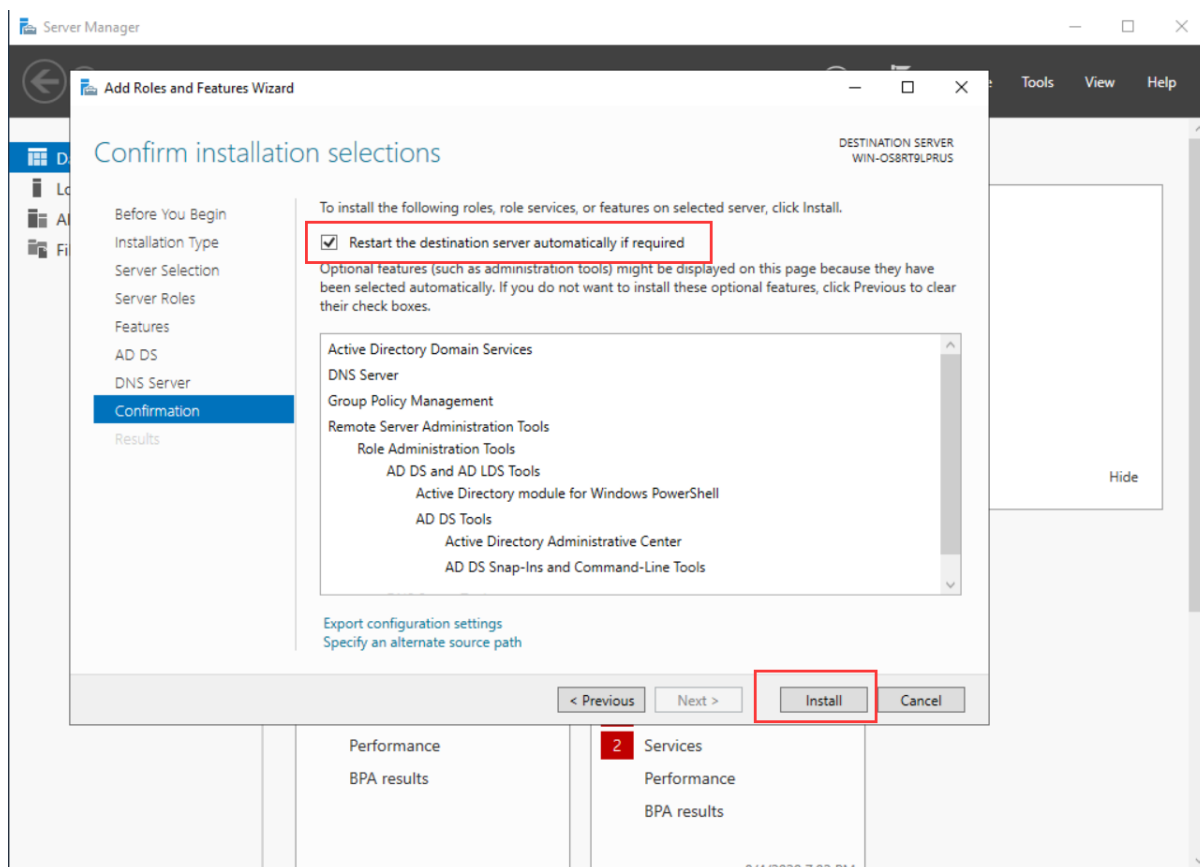 Server Manager
Tools View Help
Add Roles and Features Wizard
Confirm installation selections
DESTINATION SERVER
WIN-OS8RT9LPRUS
Before You Begin
Installation Type
Server Selection
Server Roles
Features
AD DS
DNS Server
Confirmation
Results
To install the following roles, role services, or features on selected server, click Install.
Restart the destination server automatically if required
Optional features (such as administration tools) might be displayed on this page because they have
been selected automatically. If you do not want to install these optional features, click Previous to clear
their check boxes.
Active Directory Domain Services
DNS Server
Group Policy Management
Remote Server Administration Tools
Role Administration Tools
AD DS and AD LDS Tools
Active Directory module for Windows PowerShell
AD DS Tools
Active Directory Administrative Center
AD DS Snap-Ins and Command-Line Tools
Export configuration settings
Specify an alternate source path
< Previous Next > Install Cancel
Hide
Performance
BPA results
2 Services
Performance
BPA results